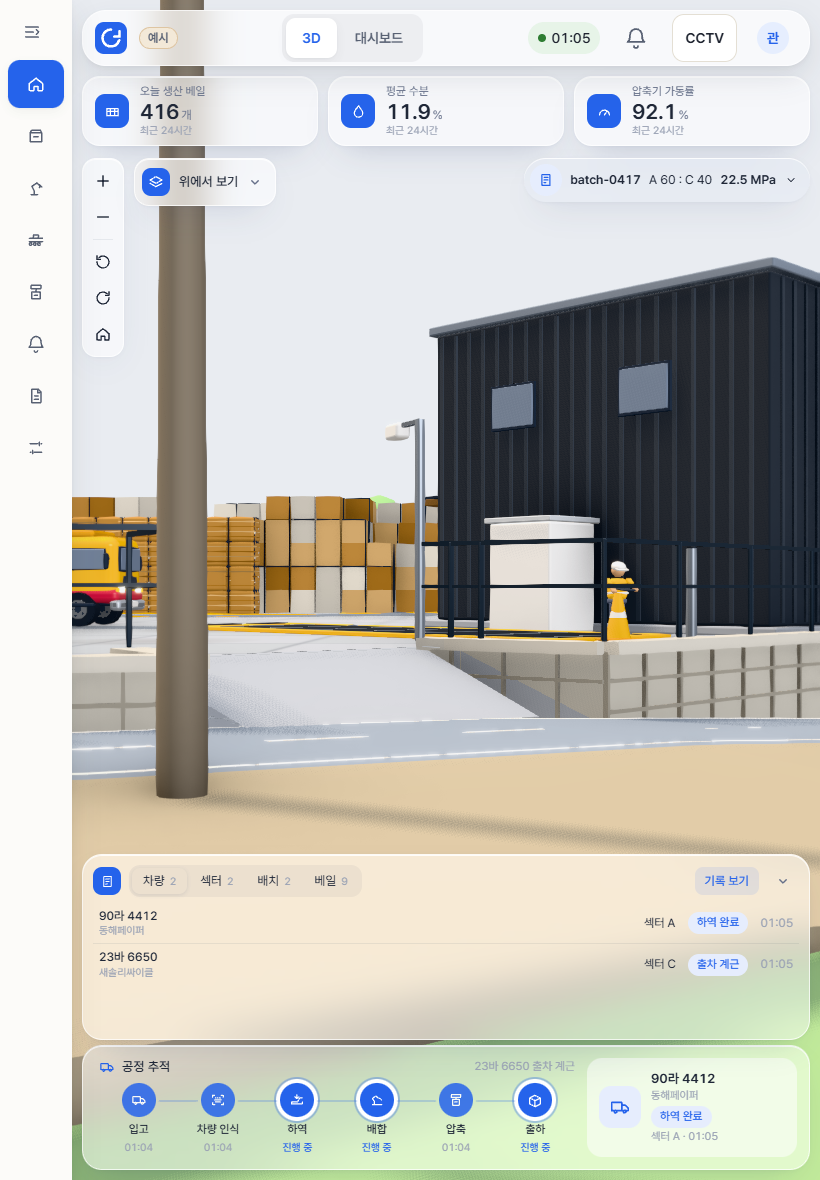 예시
3D
대시보드
01:05
CCTV
관
오늘 생산 베일
416개
최근 24시간
평균 수분
11.9%
최근 24시간
압축기 가동률
92.1%
최근 24시간
위에서 보기
batch-0417 A 60 : C 40 22.5 MPa
차량 2
섹터 2
배치 2
베일 9
기록 보기
90라 4412
동해페이퍼
섹터 A
하역 완료
01:05
23바 6650
새솔리싸이클
섹터 C
출차 계근
01:05
공정 추적
23바 6650 출차 계근
입고
01:04
차량 인식
01:04
하역
진행 중
배합
진행 중
압축
01:04
출하
진행 중
90라 4412
동해페이퍼
하역 완료
섹터 A · 01:05